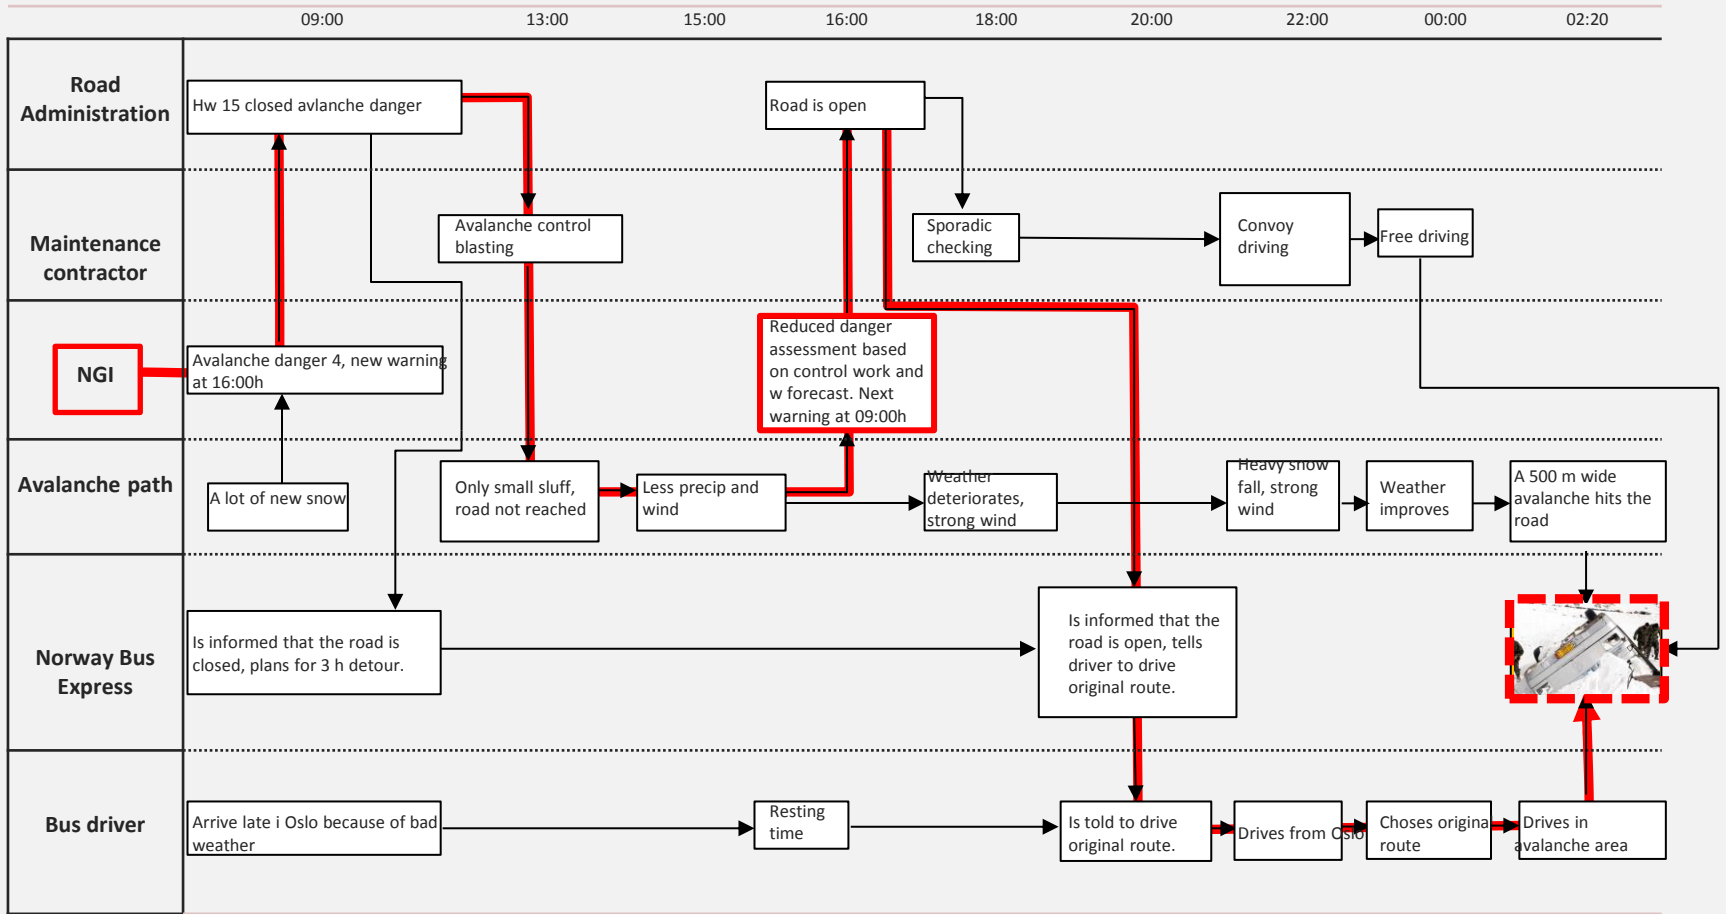 09:00 13:00 15:00 16:00 18:00 20:00 22:00 00:00 02:20
Road
Administration
Hw 15 closed avlanche danger
Road is open
Maintenance
contractor
Avalanche control
blasting
Sporadic
checking
Convoy
driving
Free driving
NGI
Avalanche danger 4, new warning
at 16:00h
Reduced danger
assessment based
on control work and
w forecast. Next
warning at 09:00h
Avalanche path
A lot of new snow
Only small sluff,
road not reached
Less precip and
wind
Weather
deteriorates,
strong wind
Heavy snow
fall, strong
wind
Weather
improves
A 500 m wide
avalanche hits the
road
Norway Bus
Express
Is informed that the road is
closed, plans for 3 h detour.
Is informed that the
road is open, tells
driver to drive
original route.
Bus driver
Arrive late i Oslo because of bad
weather
Resting
time
Is told to drive
original route.
Drives from Oslo
Choses original
route
Drives in
avalanche area